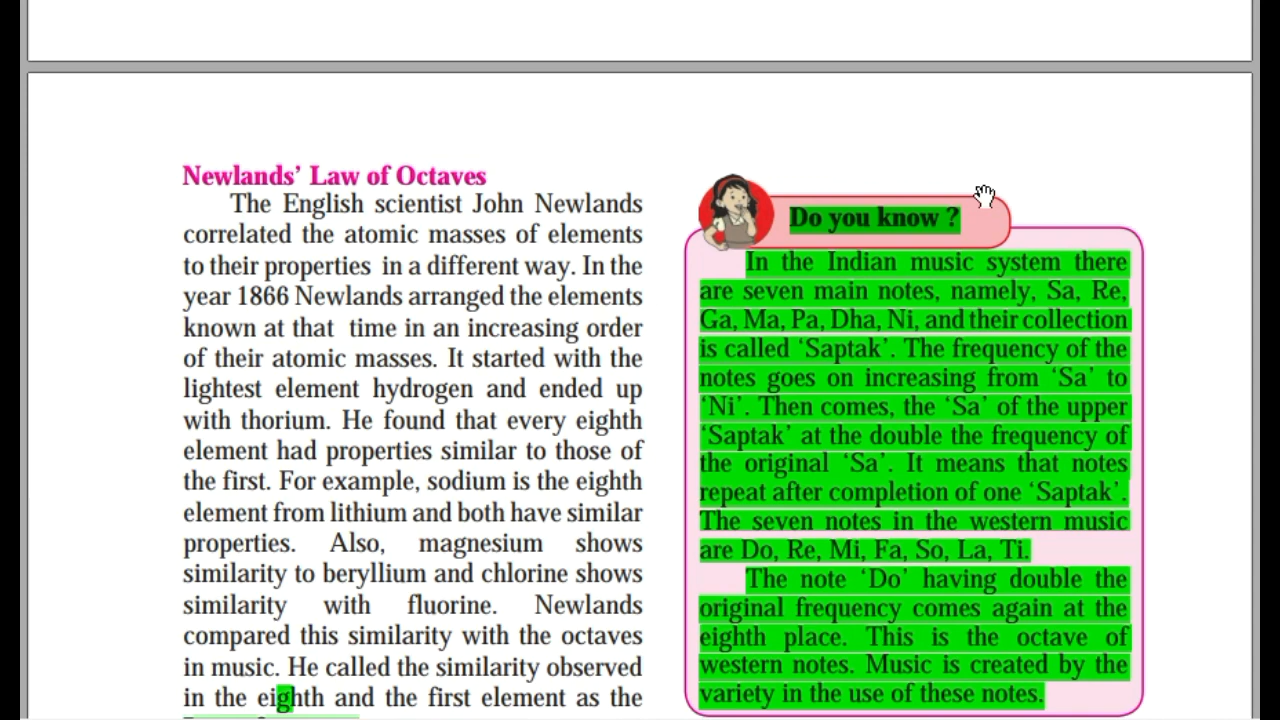 Newlands’ Law of Octaves
The English scientist John Newlands
correlated the atomic masses of elements
to their properties in a different way. In the
year 1866 Newlands arranged the elements
known at that time in an increasing order
of their atomic masses. It started with the
lightest element hydrogen and ended up
with thorium. He found that every eighth
element had properties similar to those of
the first. For example, sodium is the eighth
element from lithium and both have similar
properties. Also, magnesium shows
similarity to beryllium and chlorine shows
similarity with fluorine. Newlands
compared this similarity with the octaves
in music. He called the similarity observed
in the eighth and the first element as the
Do you know ?
In the Indian music system there
are seven main notes, namely, Sa, Re,
Ga, Ma, Pa, Dha, Ni, and their collection
is called ‘Saptak’. The frequency of the
notes goes on increasing from ‘Sa’ to
‘Ni’. Then comes, the ‘Sa’ of the upper
‘Saptak’ at the double the frequency of
the original ‘Sa’. It means that notes
repeat after completion of one ‘Saptak’.
The seven notes in the western music
are Do, Re, Mi, Fa, So, La, Ti.
The note ‘Do’ having double the
original frequency comes again at the
eighth place. This is the octave of
western notes. Music is created by the
variety in the use of these notes.